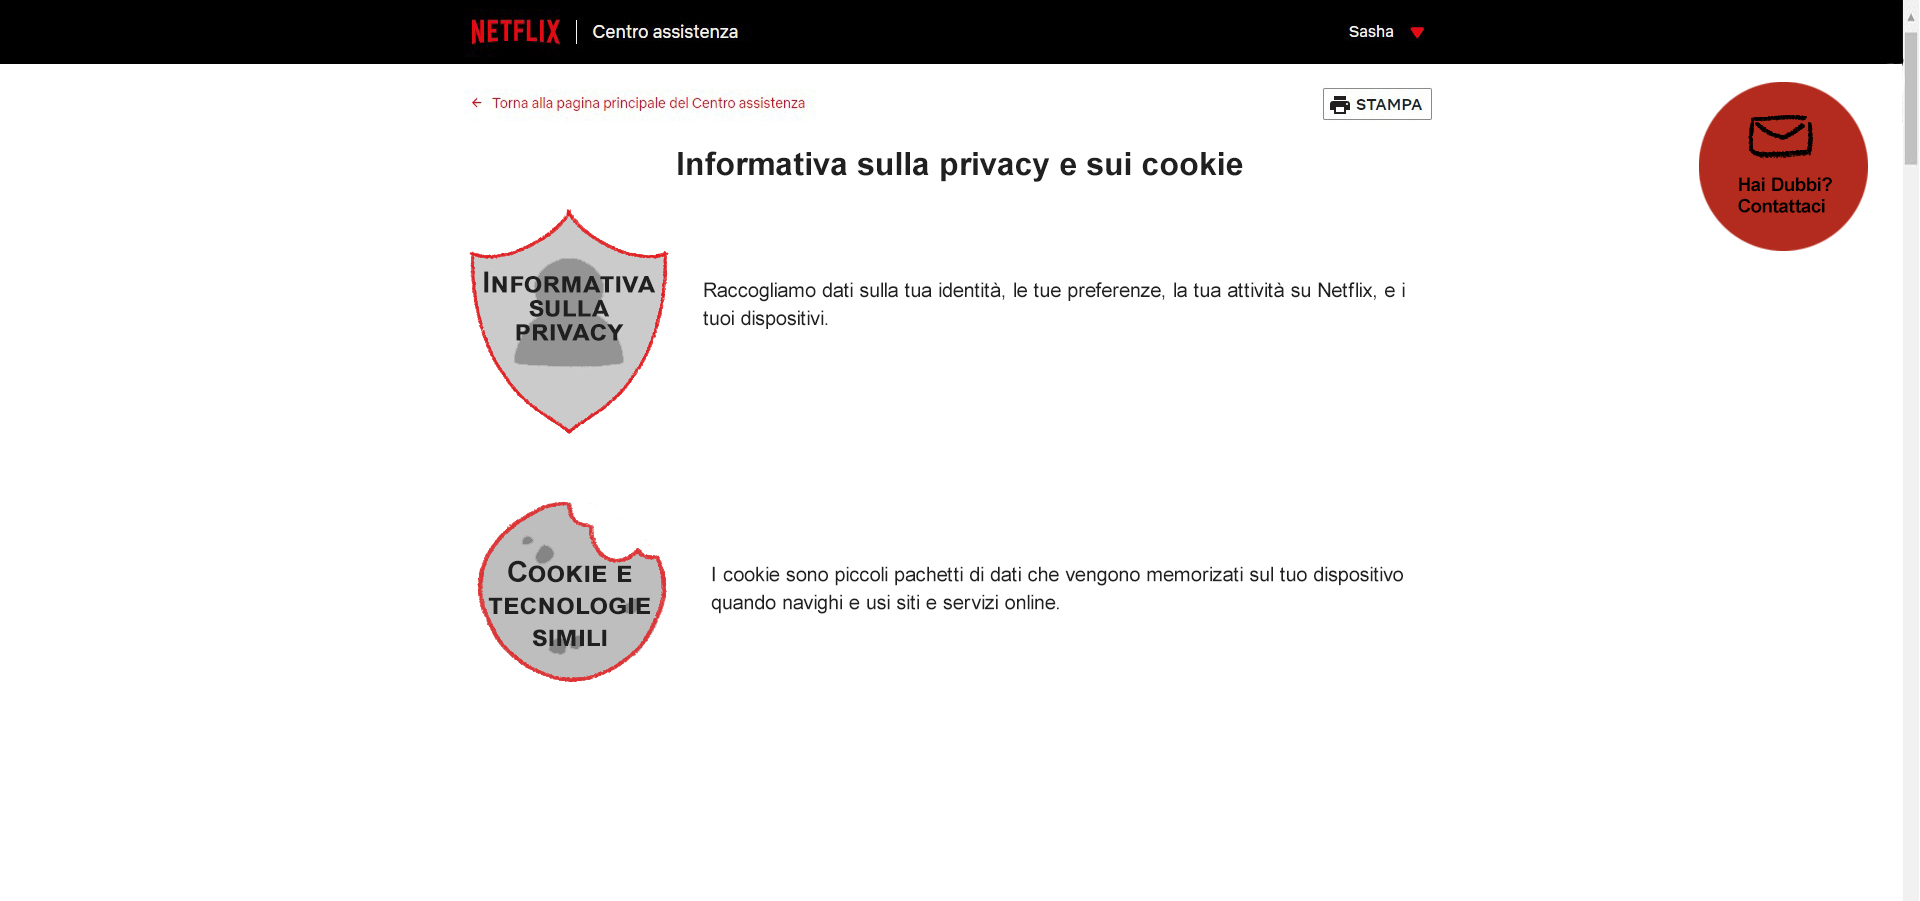 NETFLIX | Centro assistenza
Sasha
Torna alla pagina principale del Centro assistenza
STAMPA
Informativa sulla privacy e sui cookie
Hai Dubbi?
Contattaci
INFORMATIVA
SULLA
PRIVACY
Raccogliamo dati sulla tua identità, le tue preferenze, la tua attività su Netflix, e i
tuoi dispositivi.
COOKIE E
TECNOLOGIE
SIMILI
I cookie sono piccoli pachetti di dati che vengono memorizati sul tuo dispositivo
quando navighi e usi siti e servizi online.